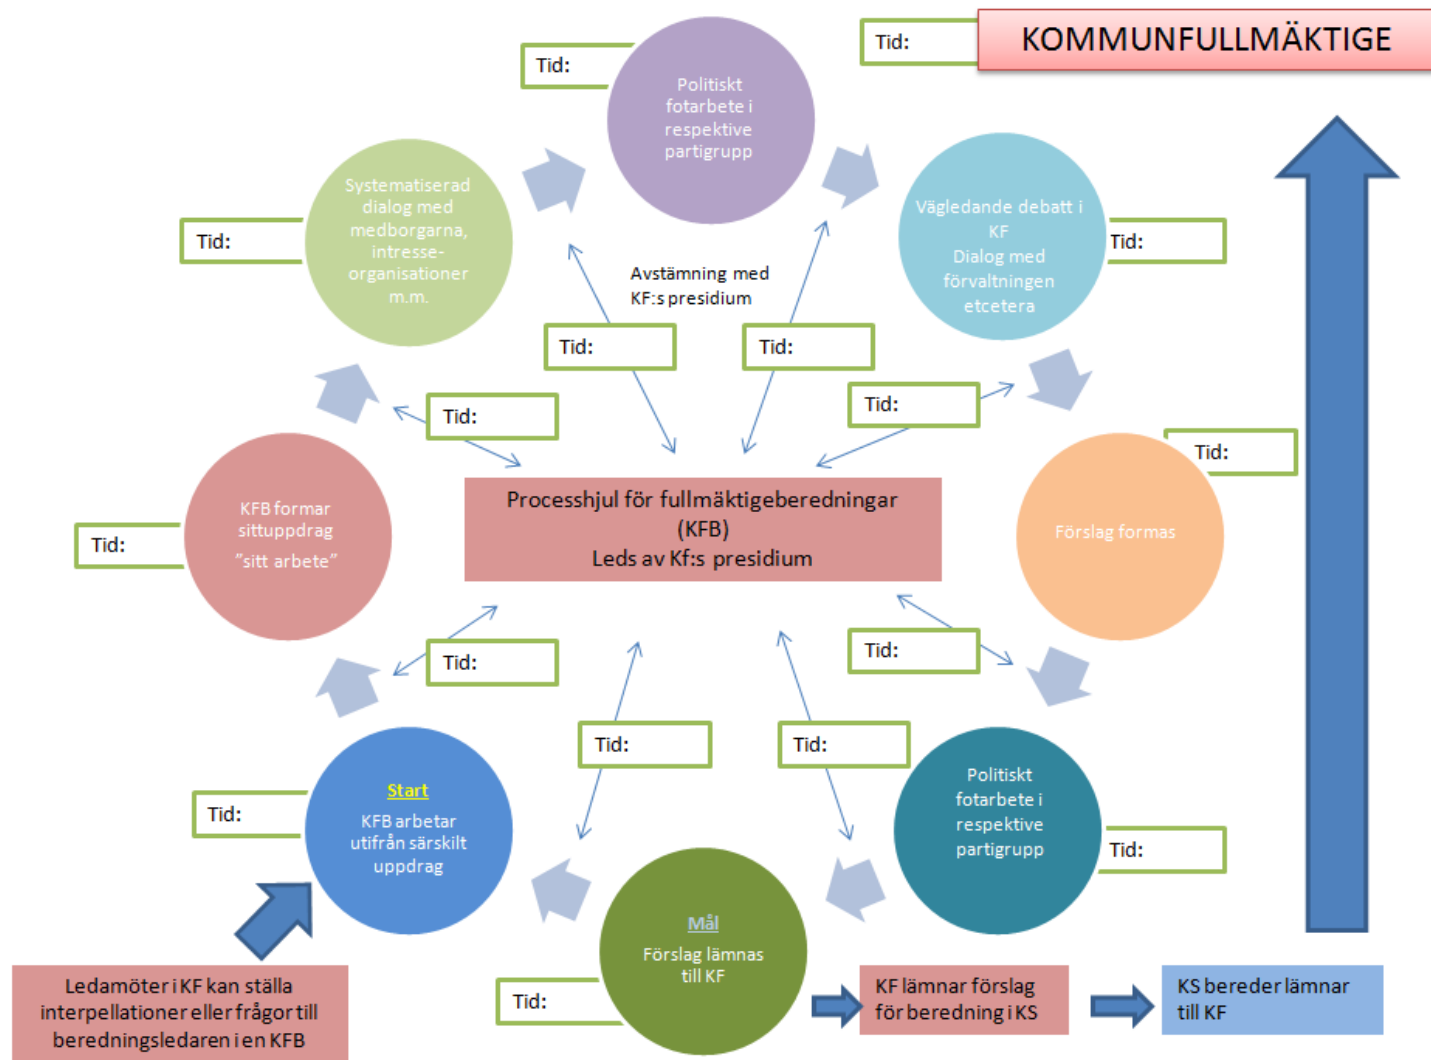 Tid:
KOMMUNFULLMÄKTIGE
Tid:
Politiskt
fotarbete i
respektive
partigrupp
Systematiserad
dialog med
medborgarna,
intresse-
organisationer
m.m.
Tid:
Vägledande debatt i
KF
Dialog med
förvaltningen
etcetera
Tid:
Avstämning med
KF:s presidium
Tid:
Tid:
Tid:
Tid:
Tid:
KFB formar
sittuppdrag
”sitt arbete”
Tid:
Processhjul för fullmäktigeberedningar
(KFB)
Leds av Kf:s presidium
Förslag formas
Tid:
Tid:
Tid:
Tid:
Start
KFB arbetar
utifrån särskilt
uppdrag
Tid:
Politiskt
fotarbete i
respektive
partigrupp
Tid:
Mål
Förslag lämnas
till KF
Tid:
Ledamöter i KF kan ställa
interpellationer eller frågor till
beredningsledaren i en KFB
KF lämnar förslag
för beredning i KS
KS bereder lämnar
till KF